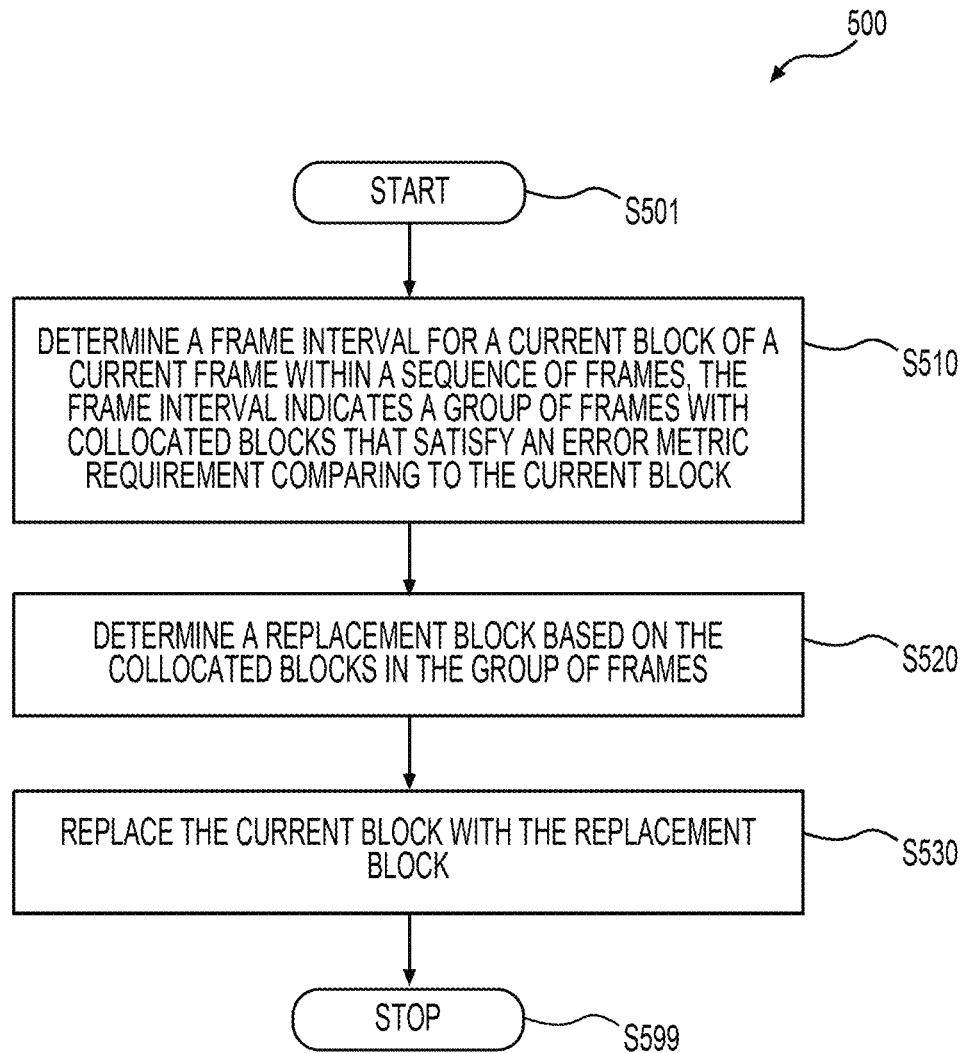 500
START
S501
DETERMINE A FRAME INTERVAL FOR A CURRENT BLOCK OF A
CURRENT FRAME WITHIN A SEQUENCE OF FRAMES, THE
FRAME INTERVAL INDICATES A GROUP OF FRAMES WITH
COLLOCATED BLOCKS THAT SATISFY AN ERROR METRIC
REQUIREMENT COMPARING TO THE CURRENT BLOCK
S510
DETERMINE A REPLACEMENT BLOCK BASED ON THE
COLLOCATED BLOCKS IN THE GROUP OF FRAMES
S520
REPLACE THE CURRENT BLOCK WITH THE REPLACEMENT
BLOCK
S530
STOP
S599